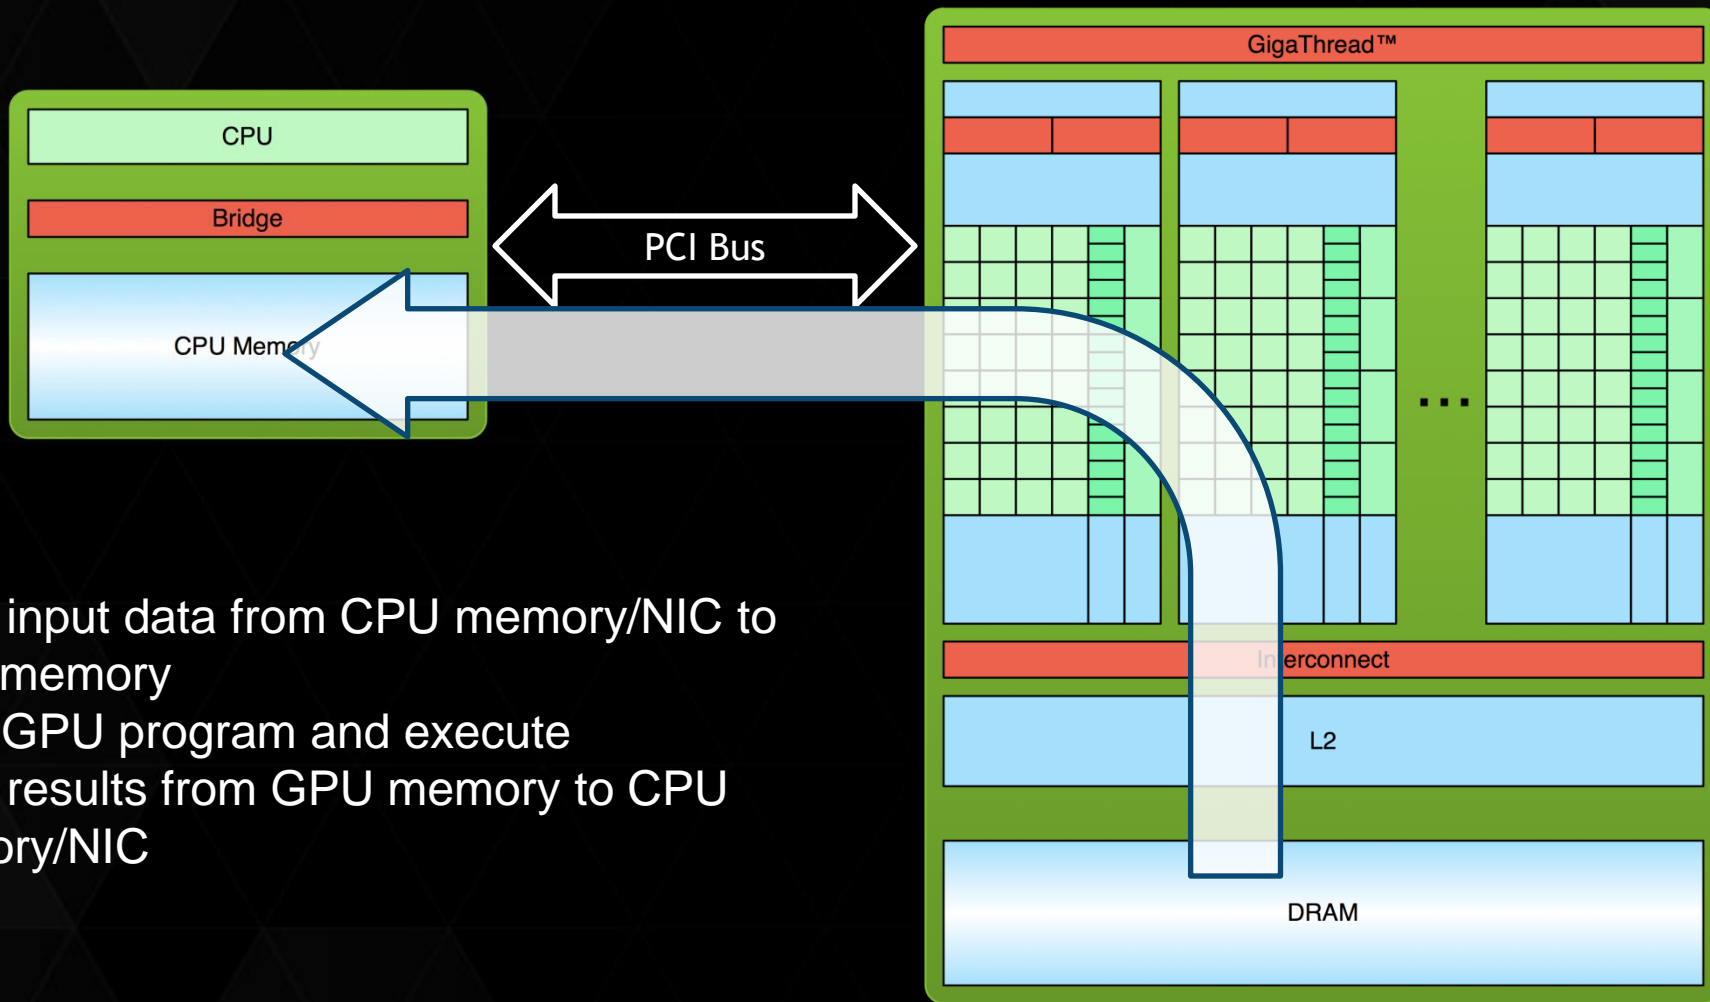 GigaThread™
CPU
Bridge
PCI Bus
CPU Memory
...
input data from CPU memory/NIC to
memory
GPU program and execute
results from GPU memory to CPU
ory/NIC
Interconnect
L2
DRAM